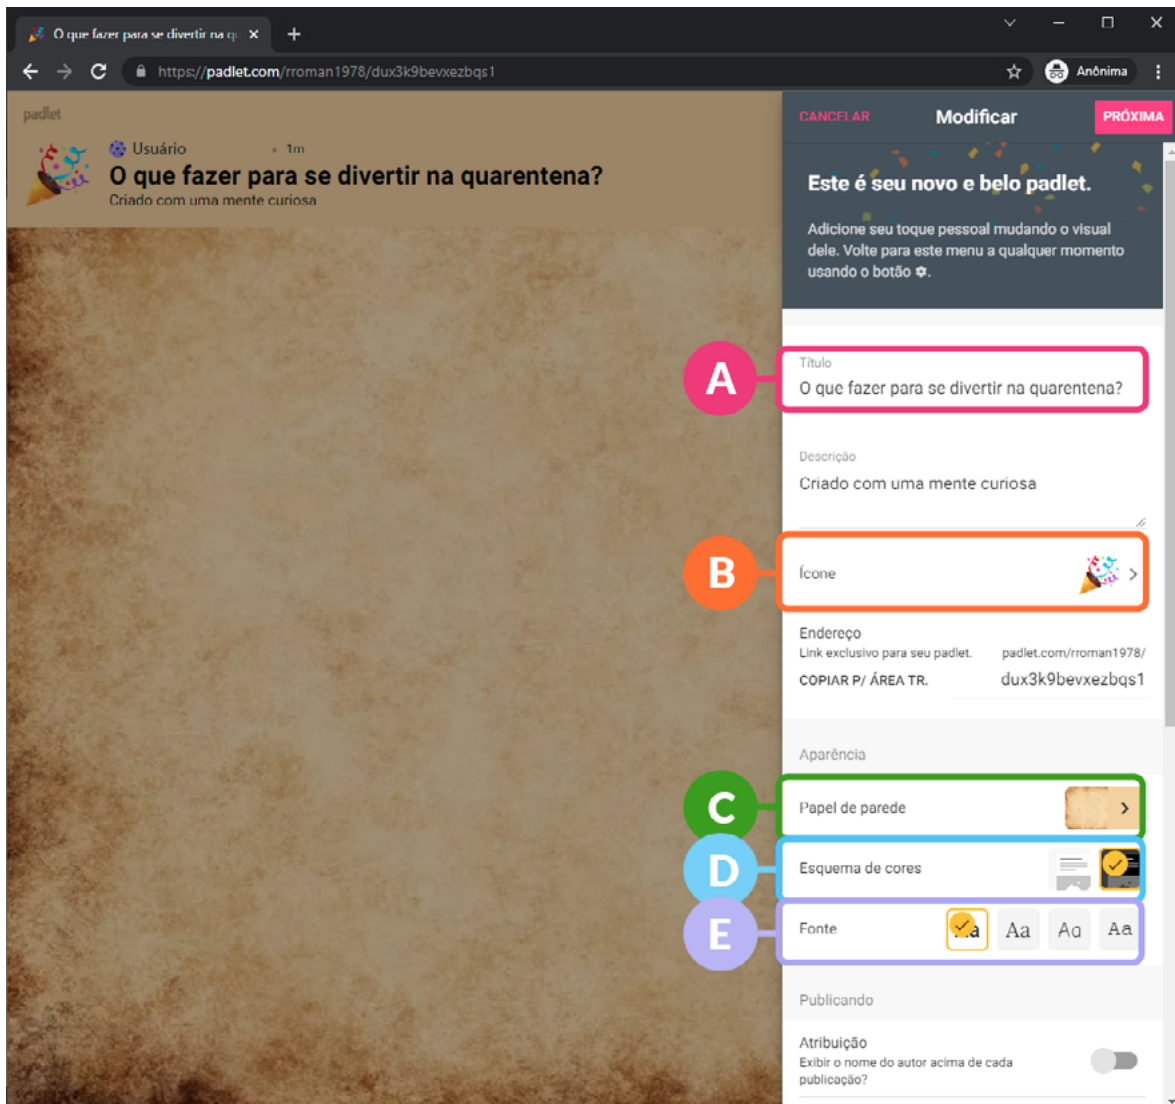 O que fazer para se divertir na qu
https://padlet.com/rroman1978/dux3k9bevxezbqs1
Anônima
padlet
Usuário • 1m
O que fazer para se divertir na quarentena?
Criado com uma mente curiosa
CANCELAR Modificar PRÓXIMA
Este é seu novo e belo padlet.
Adicione seu toque pessoal mudando o visual
dele. Volte para este menu a qualquer momento
usando o botão ⚙.
A
Título
O que fazer para se divertir na quarentena?
Descrição
Criado com uma mente curiosa
B
Ícone
Endereço
Link exclusivo para seu padlet. padlet.com/rroman1978/
COPIAR P/ ÁREA TR. dux3k9bevxezbqs1
Aparência
C
Papel de parede
D
Esquema de cores
E
Fonte Aa Aa Aa
Publicando
Atribuição
Exibir o nome do autor acima de cada
publicação?